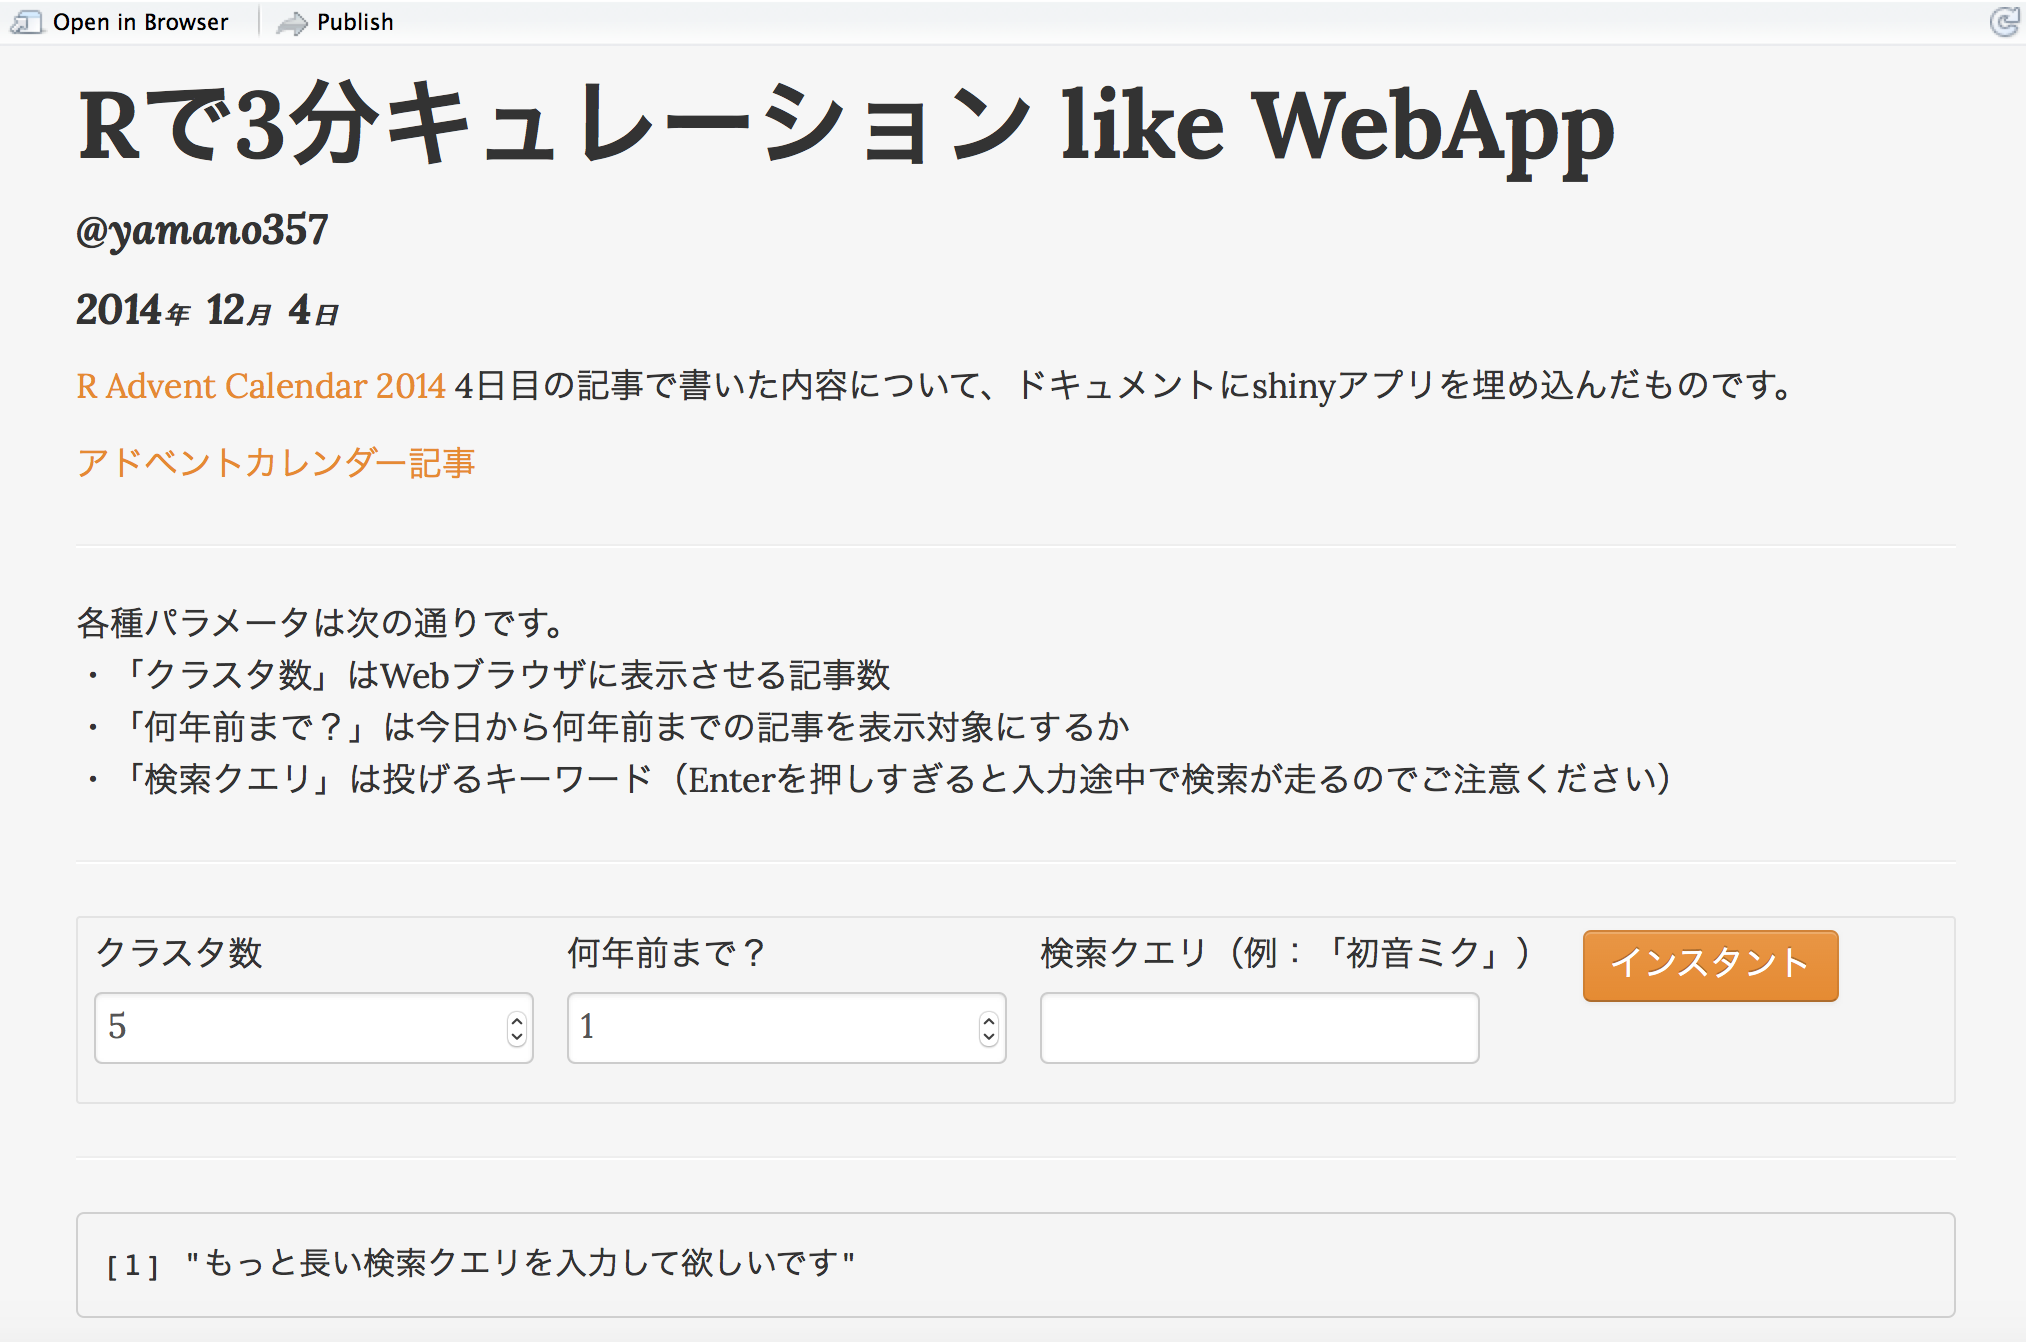 Open in Browser Publish
Rで3分キュレーション like WebApp
@yamano357
2014年 12月 4日
R Advent Calendar 2014 4日目の記事で書いた内容について、ドキュメントにshinyアプリを埋め込んだものです。
アドベントカレンダー記事
各種パラメータは次の通りです。
・「クラスタ数」はWebブラウザに表示させる記事数
・「何年前まで？」は今日から何年前までの記事を表示対象にするか
・「検索クエリ」は投げるキーワード（Enterを押しすぎると入力途中で検索が走るのでご注意ください）
クラスタ数 何年前まで？ 検索クエリ（例：「初音ミク」） インスタント
5 1
[1] "もっと長い検索クエリを入力して欲しいです"